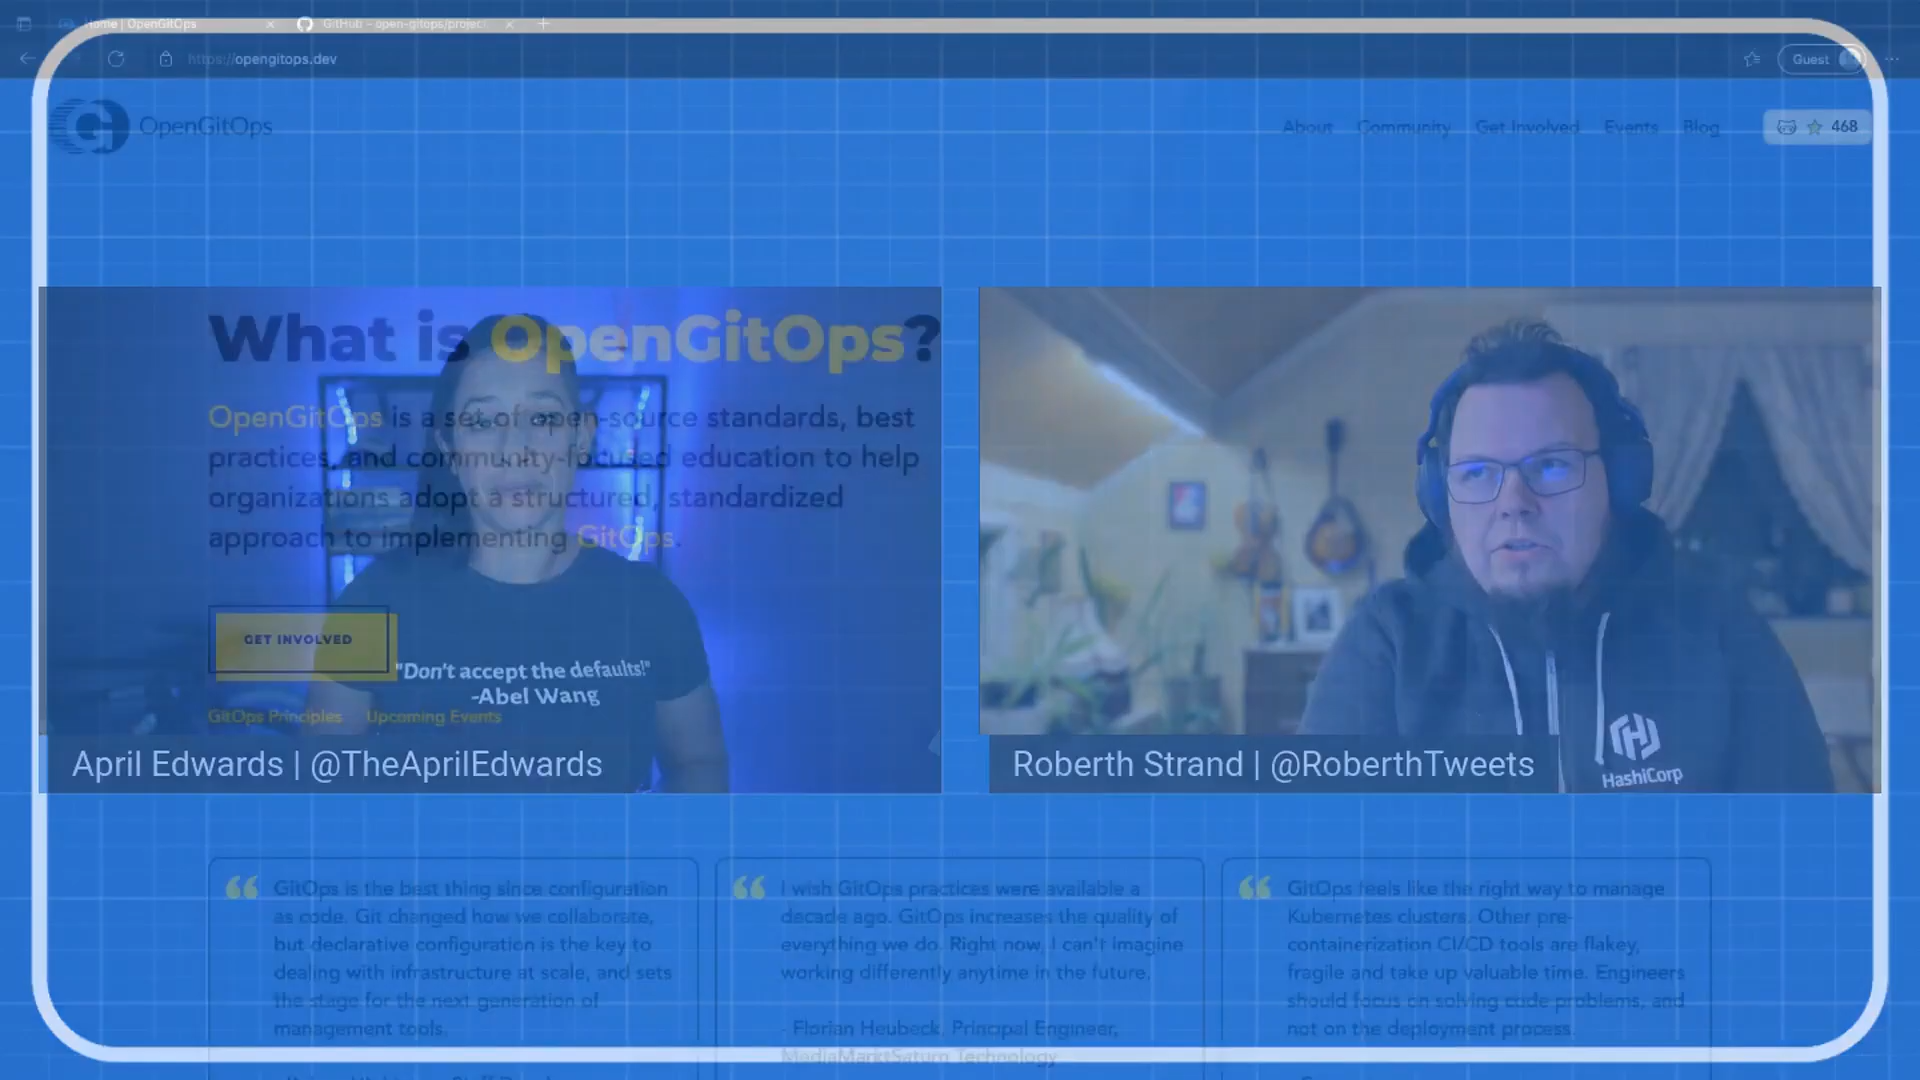 Home | OpenGitOps
GitHub - open-gitops/project
https://opengitops.dev
Guest
OpenGitOps
About
Community
Get Involved
Events
Blog
468
What is OpenGitOps?
OpenGitOps is a set of open-source standards, best
practices, and community-focused education to help
organizations adopt a structured, standardized
approach to implementing GitOps.
GET INVOLVED
"Don't accept the defaults!"
-Abel Wang
GitOps Principles
Upcoming Events
April Edwards | @TheAprilEdwards
Roberth Strand | @RoberthTweets
HashiCorp
GitOps is the best thing since configuration
as code. Git changed how we collaborate,
but declarative configuration is the key to
dealing with infrastructure at scale, and sets
the stage for the next generation of
management tools.
I wish GitOps practices were available a
decade ago. GitOps increases the quality of
everything we do. Right now, I can't imagine
working differently anytime in the future.
- Florian Heubeck, Principal Engineer,
MediaMarktSaturn Technology
GitOps feels like the right way to manage
Kubernetes clusters. Other pre-
containerization CI/CD tools are flakey,
fragile and take up valuable time. Engineers
should focus on solving code problems, and
not on the deployment process.